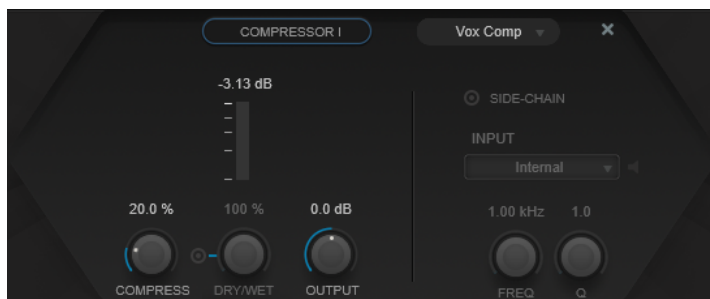 COMPRESSOR I
Vox Comp
×
-3.13 dB
SIDE-CHAIN
INPUT
Internal
20.0 %
100 %
0.0 dB
1.00 kHz
1.0
COMPRESS
DRY/WET
OUTPUT
FREQ
Q